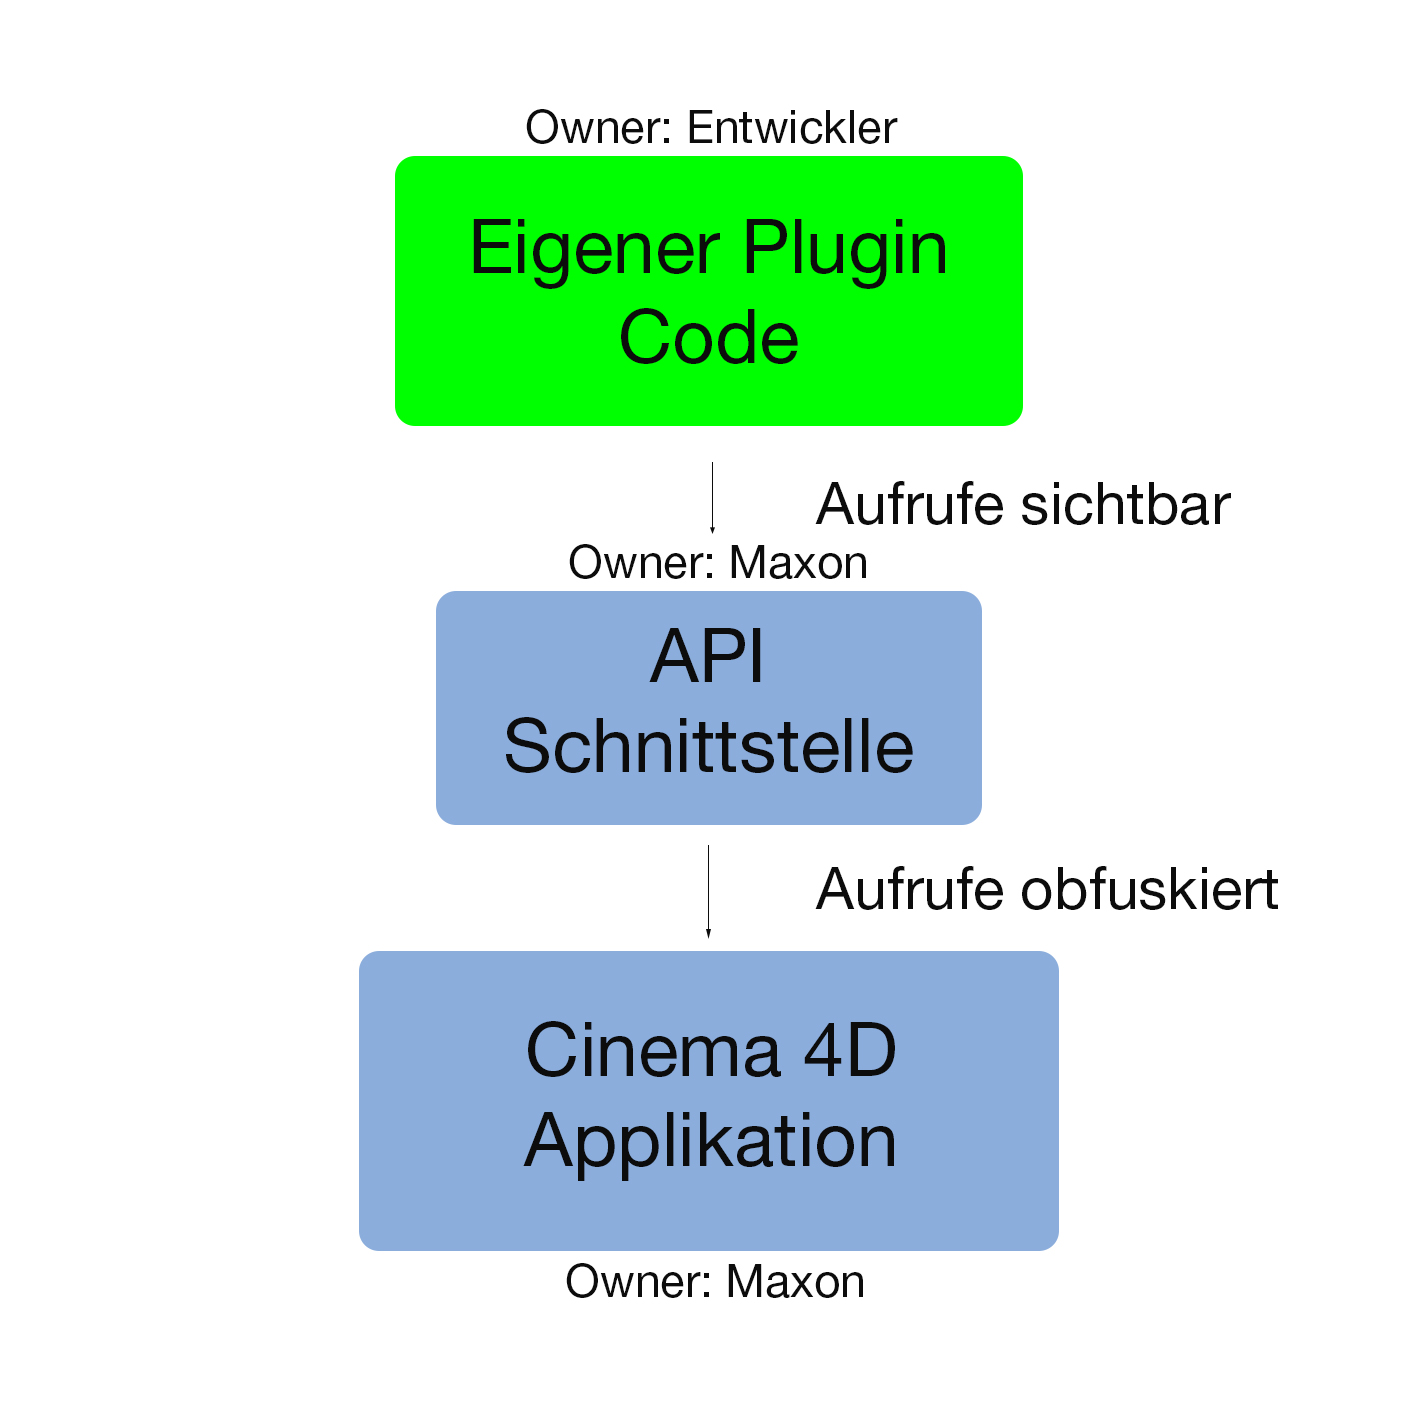 Owner: Entwickler
Eigener Plugin
Code
Aufrufe sichtbar
Owner: Maxon
API
Schnittstelle
Aufrufe obfuskiert
Cinema 4D
Applikation
Owner: Maxon